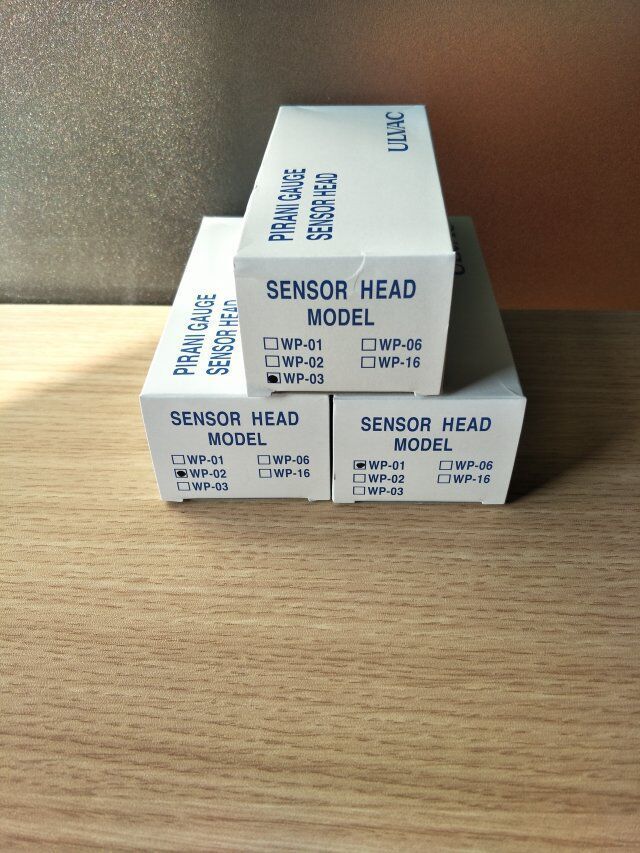 ULVAC
PIRANI GAUGE
SENSOR HEAD
SENSOR HEAD
MODEL
WP-01 WP-06
WP-02 WP-16
WP-03
PIRANI GAUGE
SENSOR HEAD
SENSOR HEAD
MODEL
WP-01 WP-06
WP-02 WP-16
WP-03
SENSOR HEAD
MODEL
WP-01 WP-06
WP-02 WP-16
WP-03